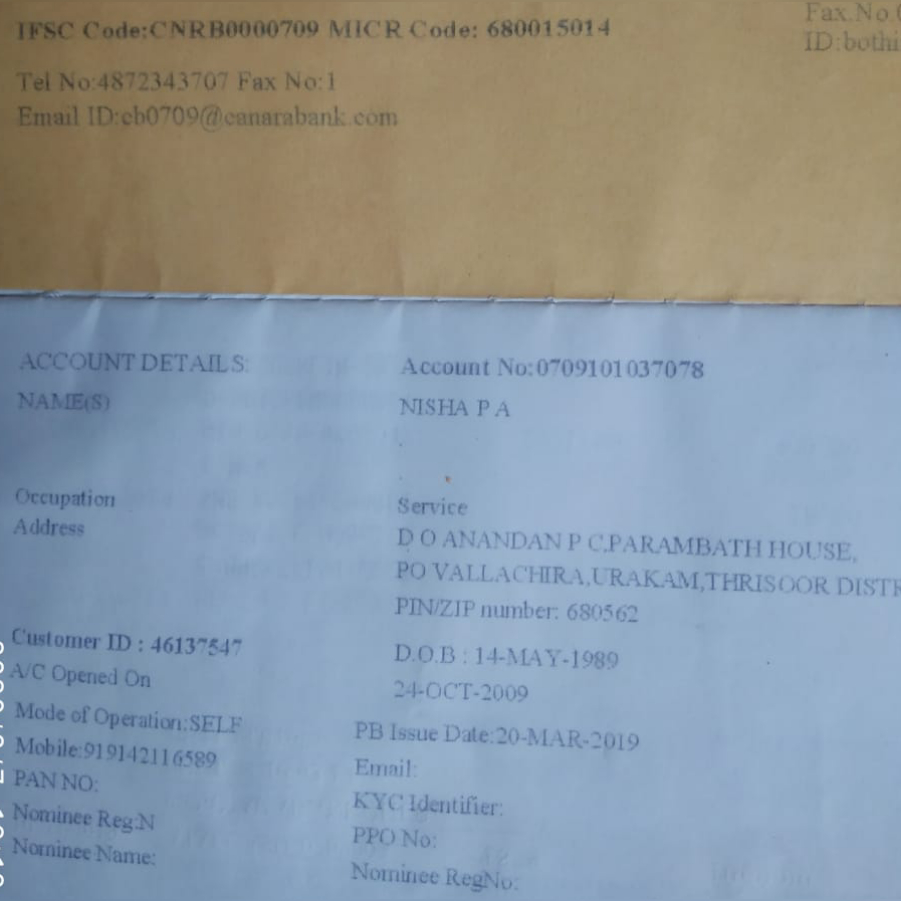 IFSC Code:CNRB0000709 MICR Code: 680015014
Fax.No.
ID:bothi
Tel No:4872343707 Fax No:1
Email ID:cb0709@canarabank.com
ACCOUNT DETAILS: Account No:0709101037078
NAME(S) NISHA P A
Occupation Service
Address D O ANANDAN P C,PARAMBATH HOUSE,
PO VALLACHIRA,URAKAM,THRISOOR DISTR
PIN/ZIP number: 680562
Customer ID : 46137547 D.O.B : 14-MAY-1989
A/C Opened On 24-OCT-2009
Mode of Operation:SELF PB Issue Date:20-MAR-2019
Mobile:919142116589 Email:
PAN NO: KYC Identifier:
Nominee Reg:N PPO No:
Nominee Name: Nominee RegNo: